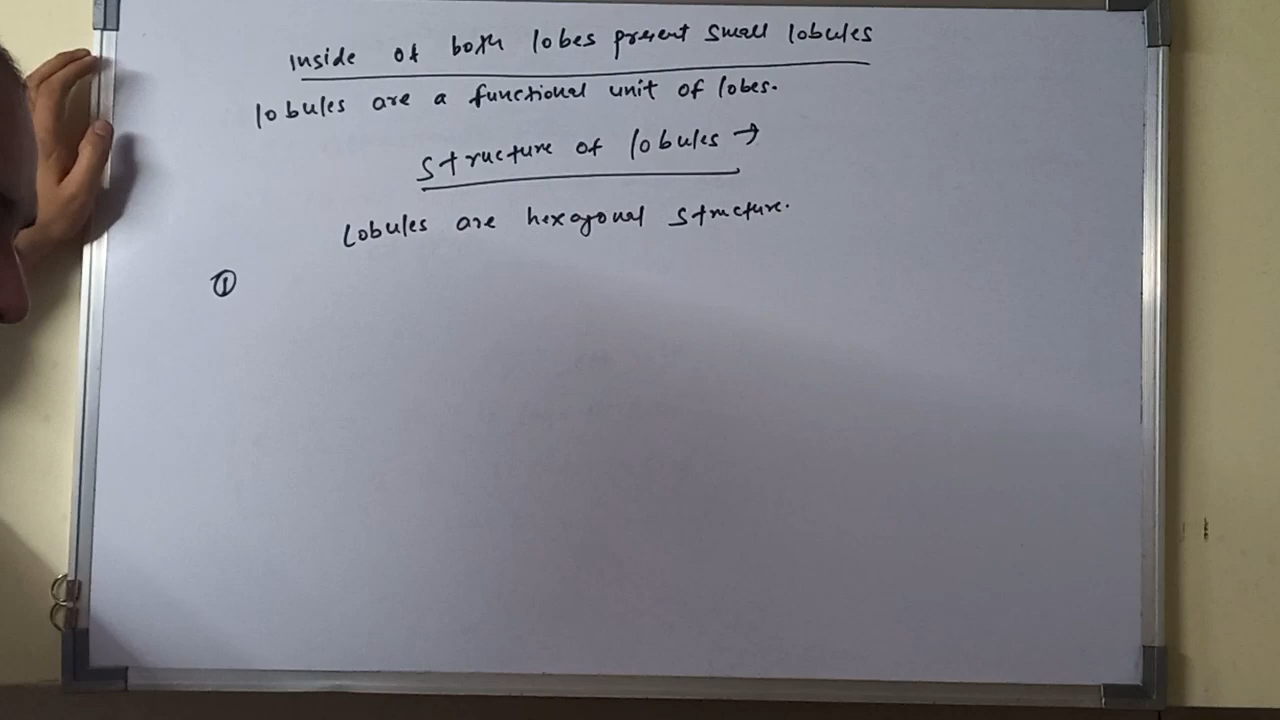 Inside of both lobes present small lobules
lobules are a functional unit of lobes.
Structure of lobules →
Lobules are hexagonal structure.
①